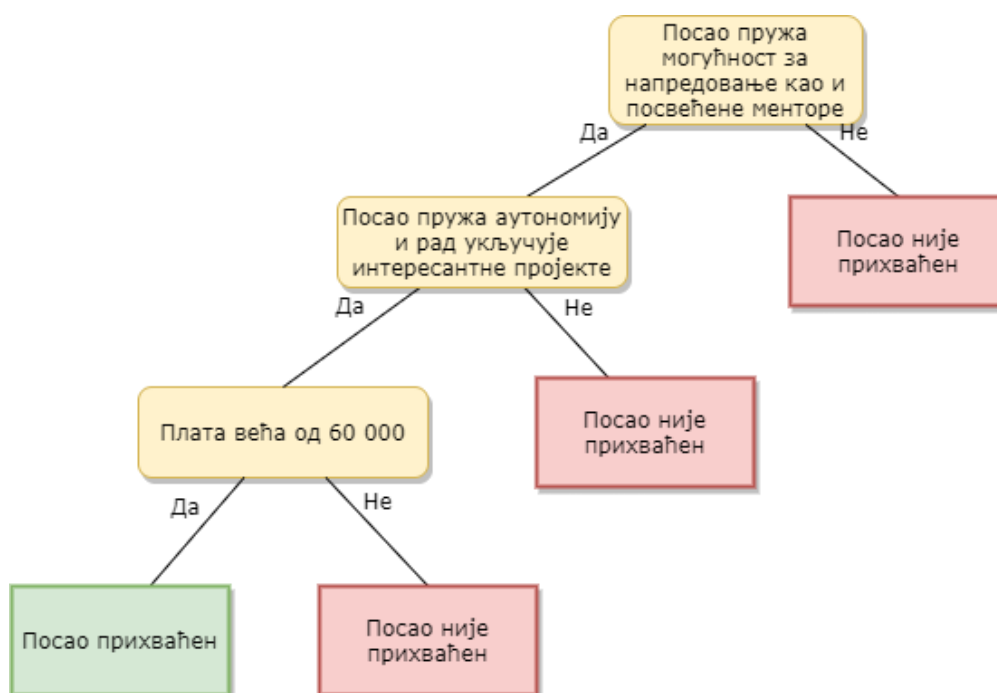 Посао пружа
могућност за
напредовање као и
посвећене менторе
Да
Не
Посао пружа аутономију
и рад укључује
интересантне пројекте
Посао није
прихваћен
Да
Не
Плата већа од 60 000
Посао није
прихваћен
Да
Не
Посао прихваћен
Посао није
прихваћен